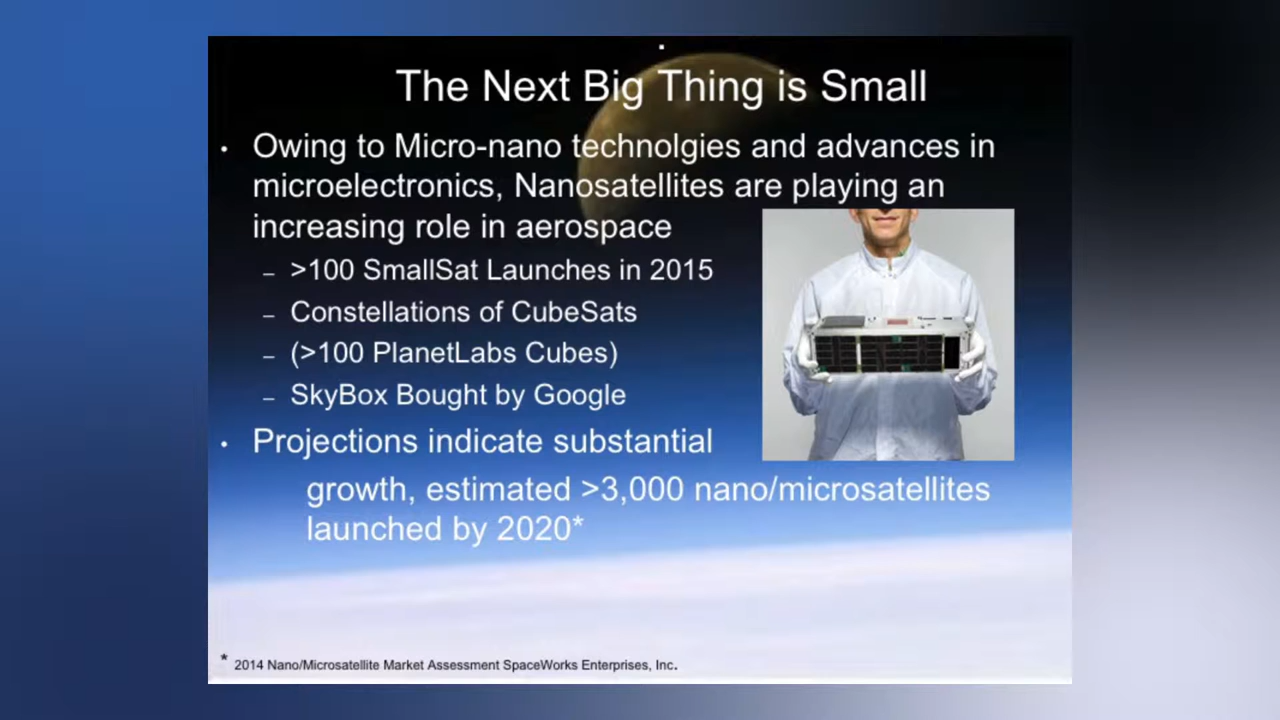 The Next Big Thing is Small
• Owing to Micro-nano technolgies and advances in
microelectronics, Nanosatellites are playing an
increasing role in aerospace
– >100 SmallSat Launches in 2015
– Constellations of CubeSats
– (>100 PlanetLabs Cubes)
– SkyBox Bought by Google
• Projections indicate substantial
growth, estimated >3,000 nano/microsatellites
launched by 2020*
* 2014 Nano/Microsatellite Market Assessment SpaceWorks Enterprises, Inc.